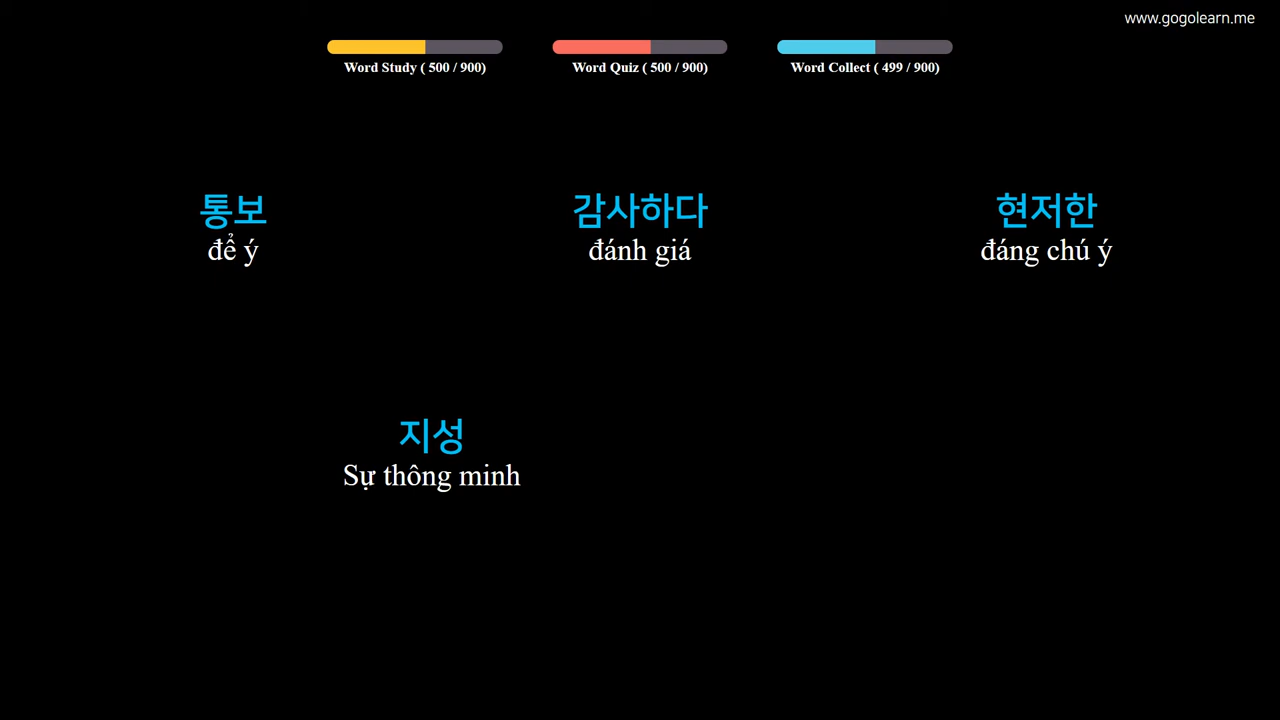 www.gogolearn.me
Word Study ( 500 / 900)
Word Quiz ( 500 / 900)
Word Collect ( 499 / 900)
통보
để ý
감사하다
đánh giá
현저한
đáng chú ý
지성
Sự thông minh